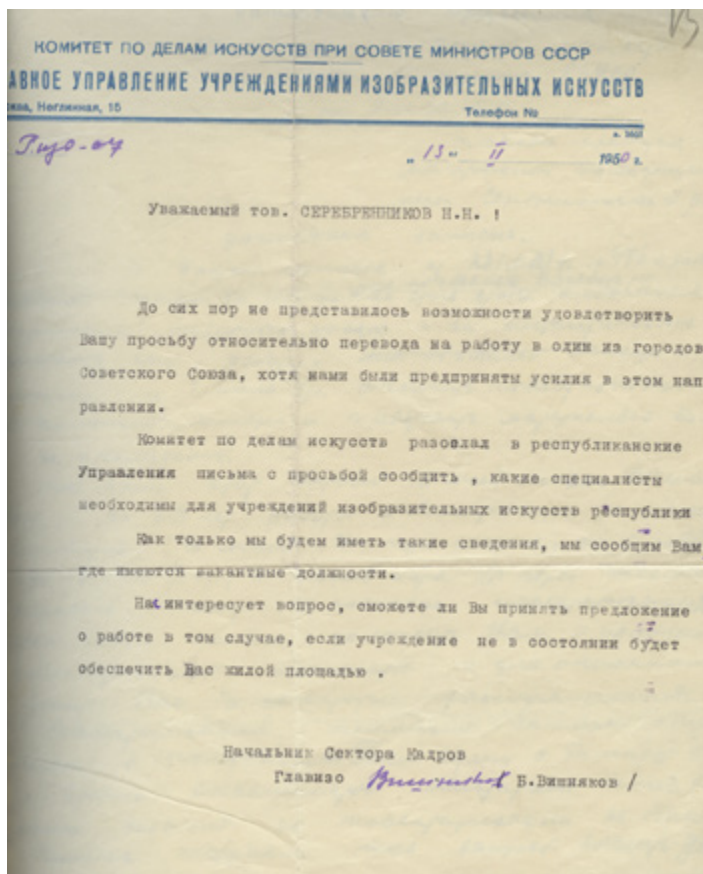 КОМИТЕТ ПО ДЕЛАМ ИСКУССТВ ПРИ СОВЕТЕ МИНИСТРОВ СССР
АВНОЕ УПРАВЛЕНИЕ УЧРЕЖДЕНИЯМИ ИЗОБРАЗИТЕЛЬНЫХ ИСКУССТВ
сква, Неглинная, 15 Телефон №
„13" II 1950 г.
Уважаемый тов. СЕРЕБРЕННИКОВ Н.Н. !
До сих пор не представилось возможности удовлетворить
Вашу просьбу относительно перевода на работу в один из городов
Советского Союза, хотя нами были предприняты усилия в этом нап
равлении.
Комитет по делам искусств разослал в республиканские
Управления письма с просьбой сообщить , какие специалисты
необходимы для учреждений изобразительных искусств республики
Как только мы будем иметь такие сведения, мы сообщим Вам
где имеются вакантные должности.
Нас интересует вопрос, сможете ли Вы принять предложение
о работе в том случае, если учреждение не в состоянии будет
обеспечить Вас жилой площадью .
Начальник Сектора Кадров
Главизо Б.Вишняков /